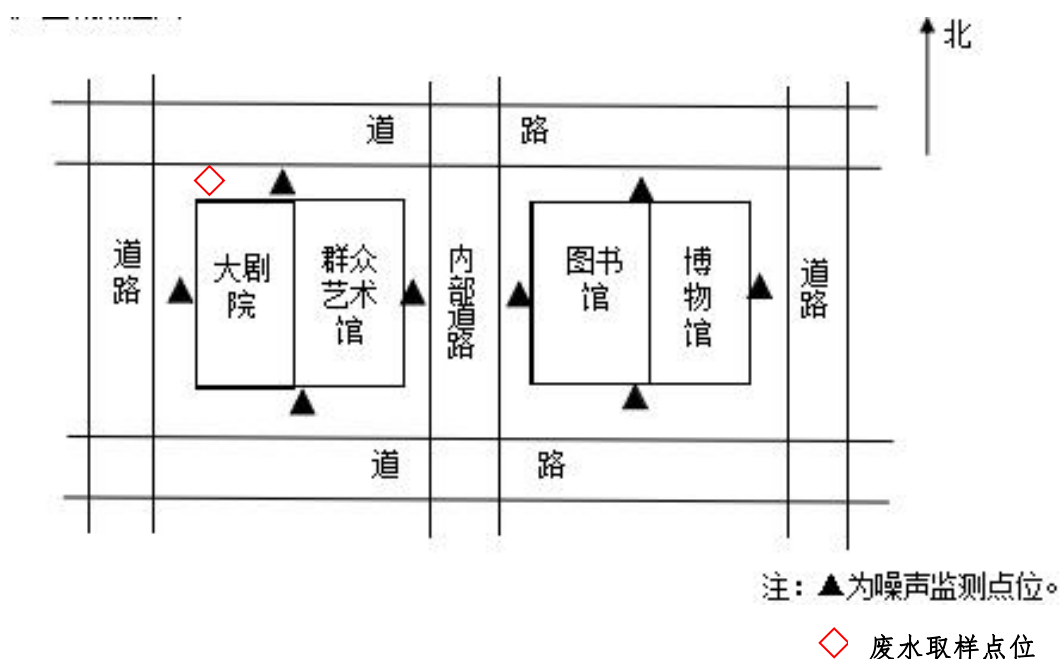 北
道 路
道路
大剧院
群众艺术馆
内部道路
图书馆
博物馆
道路
道 路
注：▲为噪声监测点位。
◇ 废水取样点位